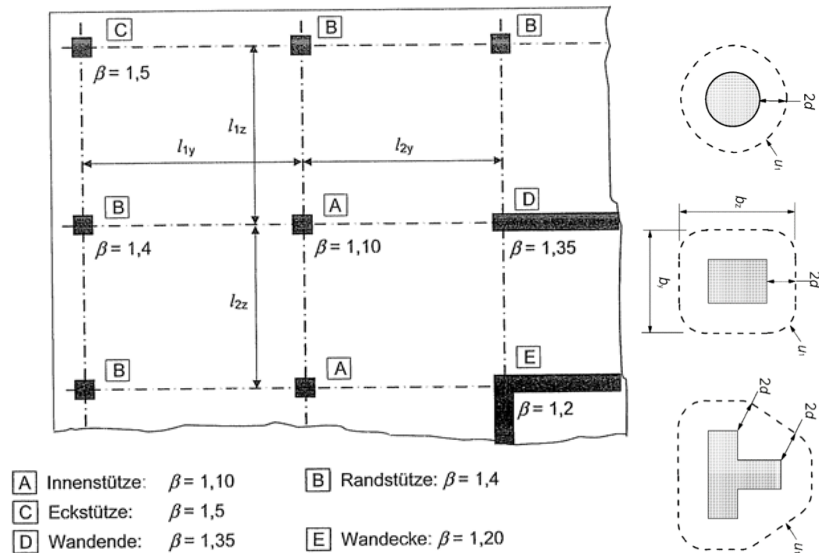 C
B
B
β = 1,5
l1z
l1y
l2y
B
A
D
β = 1,4
β = 1,10
β = 1,35
l2z
B
A
E
β = 1,2
2d
u1
bz
by
2d
u1
2d
2d
u1
A Innenstütze: β = 1,10
B Randstütze: β = 1,4
C Eckstütze: β = 1,5
D Wandende: β = 1,35
E Wandecke: β = 1,20